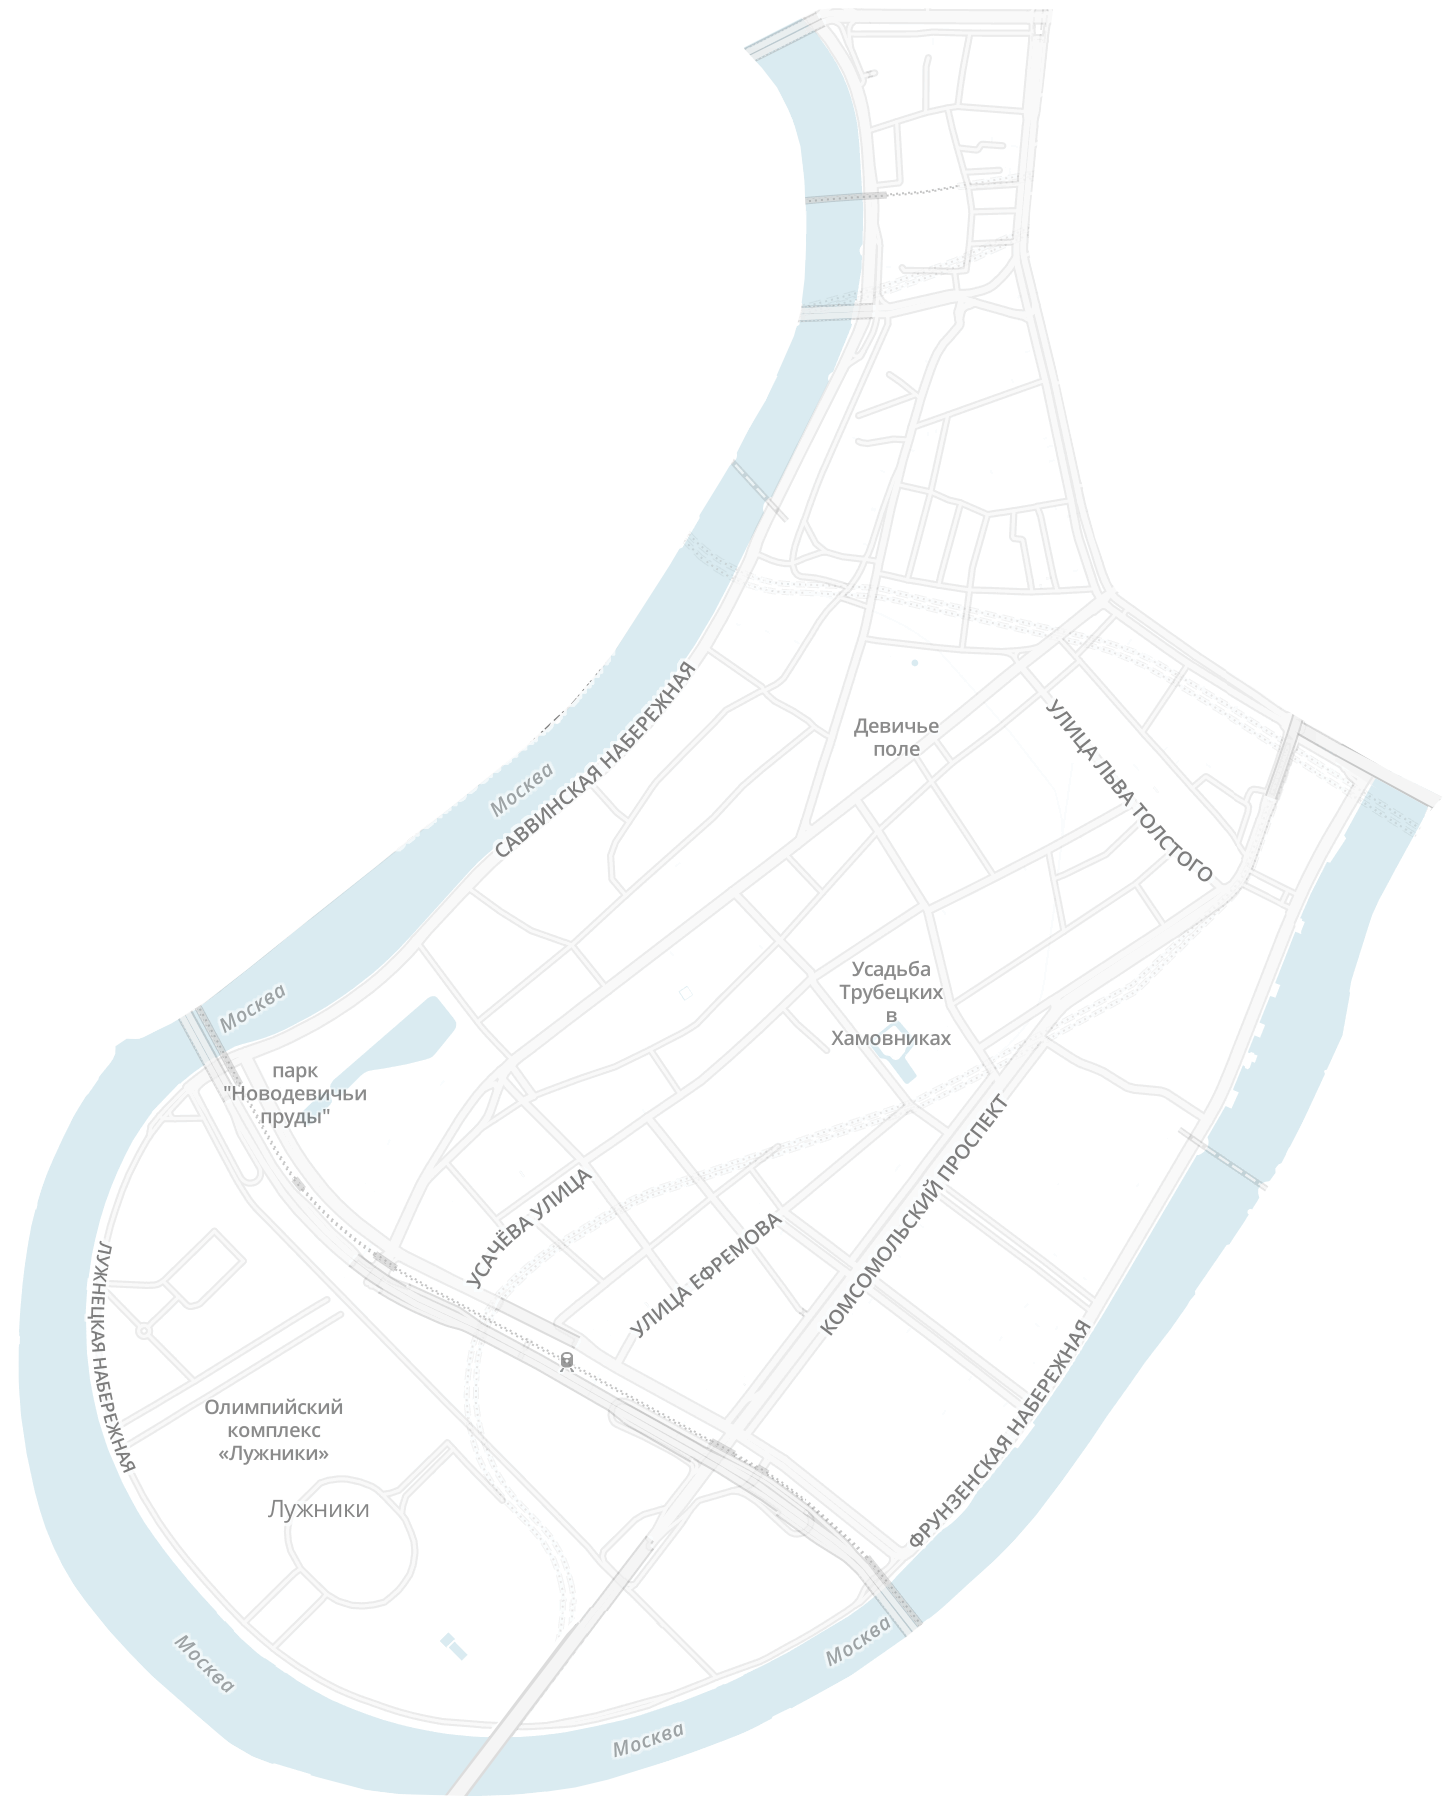 САВВИНСКАЯ НАБЕРЕЖНАЯ
УЛИЦА ЛЬВА ТОЛСТОГО
Девичье
поле
Москва
Усадьба
Трубецких
в
Хамовниках
Москва
парк
"Новодевичьи
пруды"
КОМСОМОЛЬСКИЙ ПРОСПЕКТ
УСАЧЁВА УЛИЦА
УЛИЦА ЕФРЕМОВА
ЛУЖНЕЦКАЯ НАБЕРЕЖНАЯ
ФРУНЗЕНСКАЯ НАБЕРЕЖНАЯ
Олимпийский
комплекс
«Лужники»
Лужники
Москва
Москва
Москва